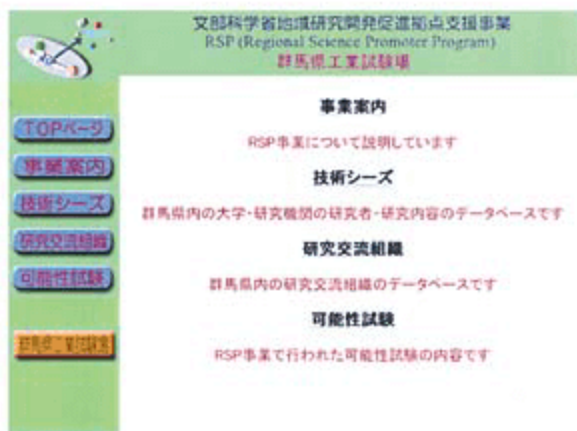 文部科学省地域研究開発促進拠点支援事業
RSP (Regional Science Promoter Program)
群馬県工業試験場
TOPページ
事業案内
技術シーズ
研究交流組織
可能性試験
群馬県工業試験場
事業案内
RSP事業について説明しています
技術シーズ
群馬県内の大学・研究機関の研究者・研究内容のデータベースです
研究交流組織
群馬県内の研究交流組織のデータベースです
可能性試験
RSP事業で行われた可能性試験の内容です